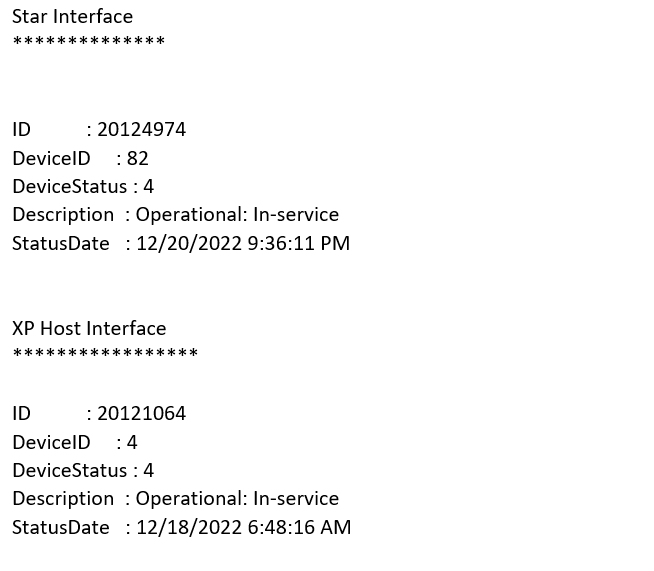 Star Interface
**************
ID : 20124974
DeviceID : 82
DeviceStatus : 4
Description : Operational: In-service
StatusDate : 12/20/2022 9:36:11 PM
XP Host Interface
*****************
ID : 20121064
DeviceID : 4
DeviceStatus : 4
Description : Operational: In-service
StatusDate : 12/18/2022 6:48:16 AM